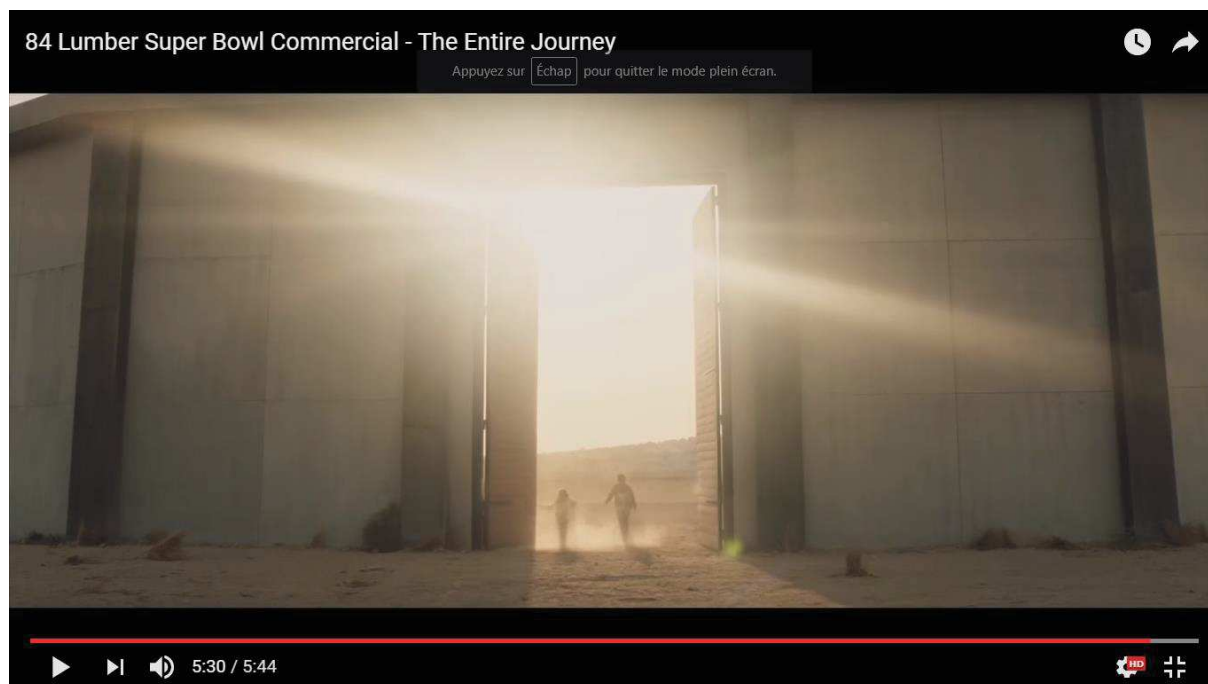 84 Lumber Super Bowl Commercial - The Entire Journey
Appuyez sur Échap pour quitter le mode plein écran.
5:30 / 5:44
HD